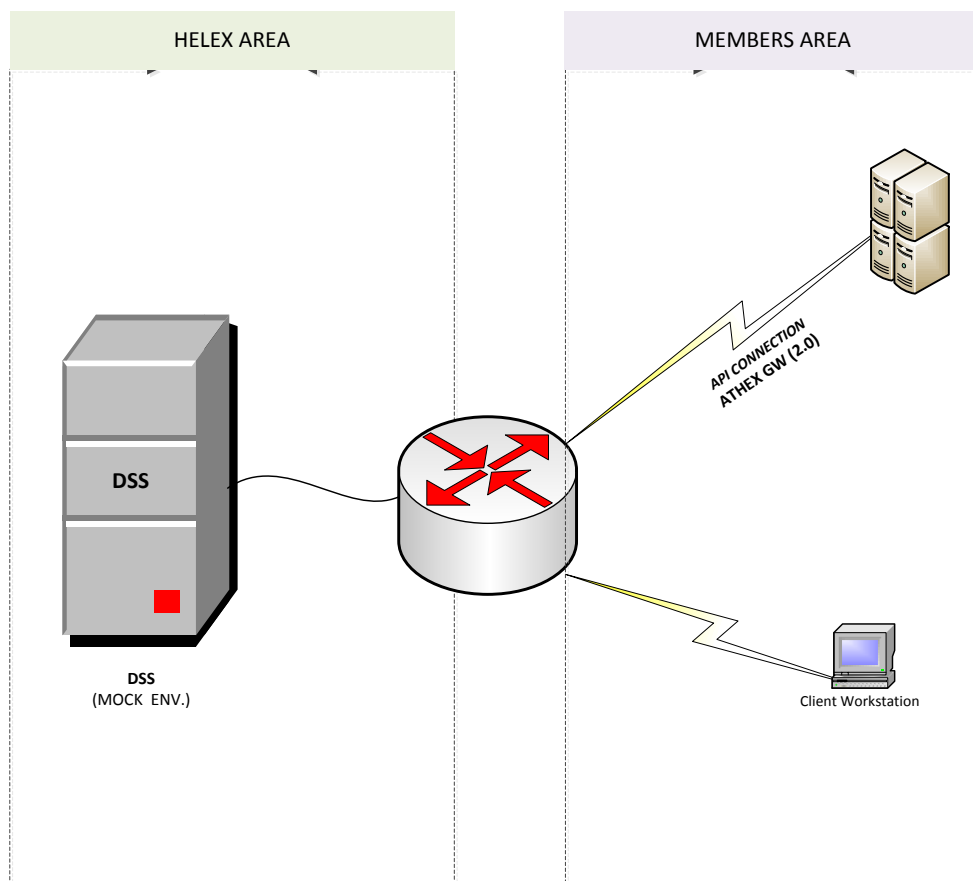 HELEX AREA
MEMBERS AREA
API CONNECTION
ATHEX GW (2.0)
DSS
DSS
(MOCK ENV.)
Client Workstation